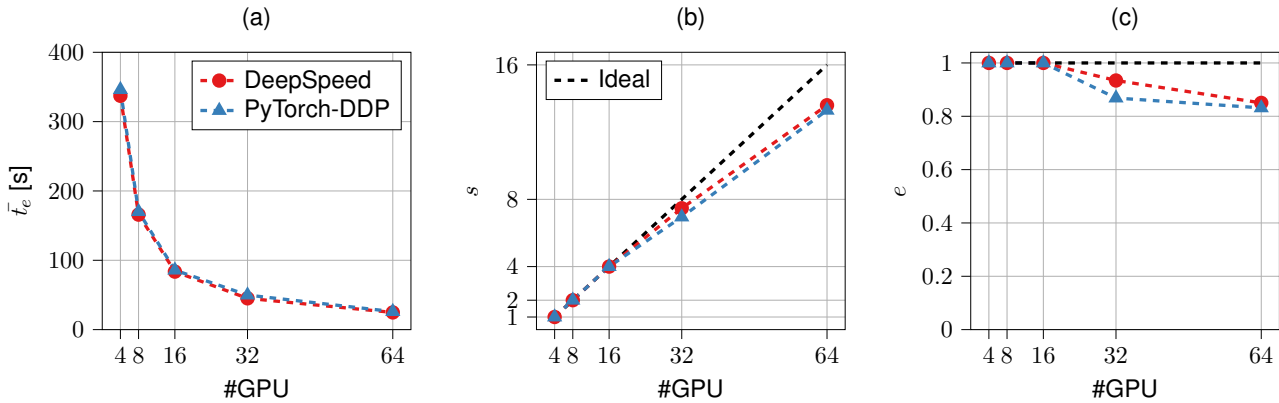 (a)
400
300
200
100
0
t̄ₑ [s]
DeepSpeed
PyTorch-DDP
4 8 16 32 64
#GPU
(b)
16
8
4
2
1
s
Ideal
4 8 16 32 64
#GPU
(c)
1
0.8
0.6
0.4
0.2
0
e
4 8 16 32 64
#GPU